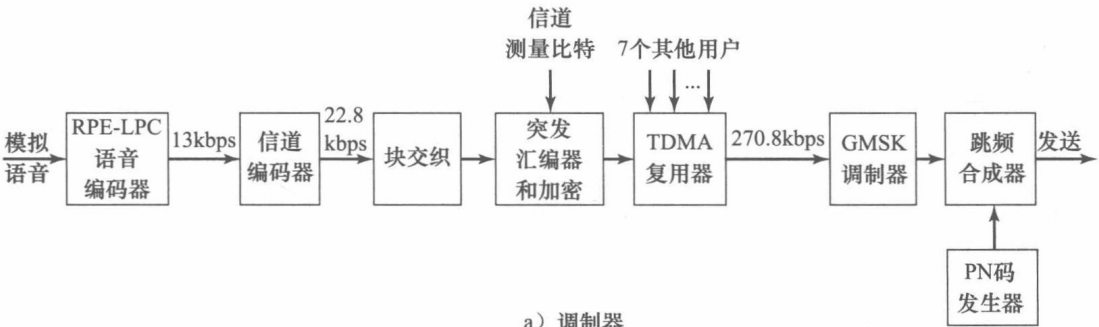 信道
测量比特
7个其他用户
...
模拟
语音
RPE-LPC
语音
编码器
13kbps
信道
编码器
22.8
kbps
块交织
突发
汇编器
和加密
TDMA
复用器
270.8kbps
GMSK
调制器
跳频
合成器
发送
PN码
发生器
a）调制器